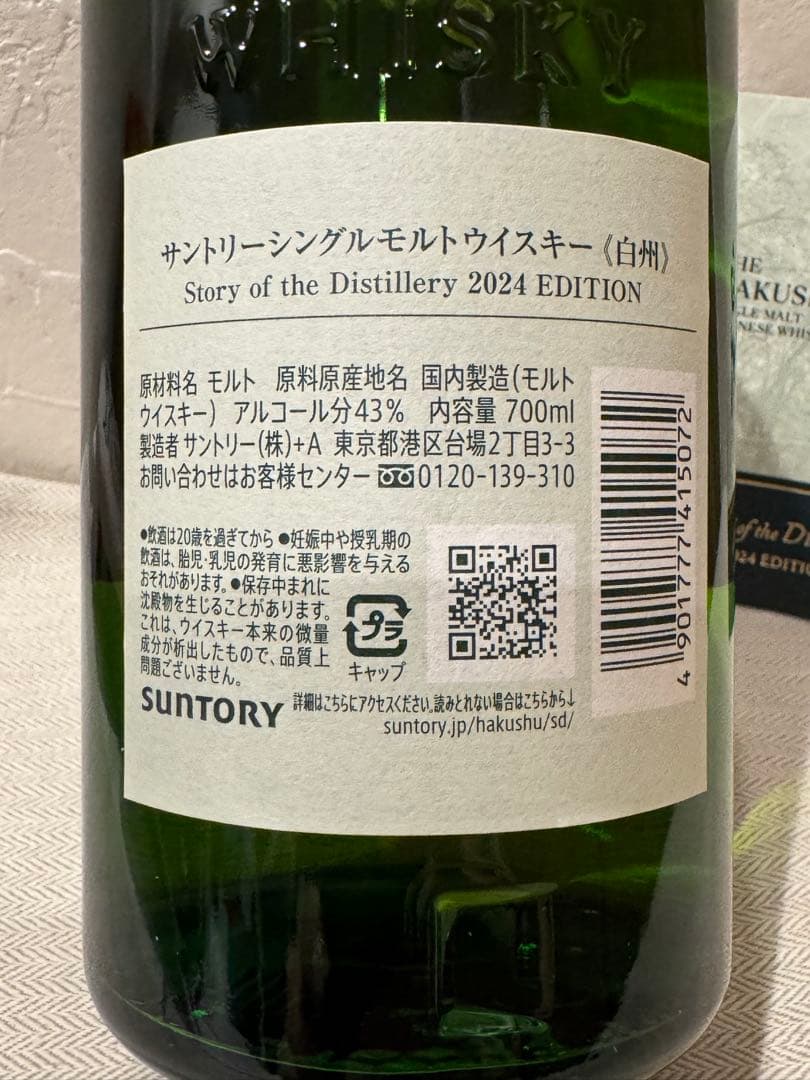 WHISKY
サントリーシングルモルトウイスキー《白州》
Story of the Distillery 2024 EDITION
原材料名 モルト 原料原産地名 国内製造(モルト
ウイスキー) アルコール分43% 内容量 700ml
製造者 サントリー(株)+A 東京都港区台場2丁目3-3
お問い合わせはお客様センター 0120-139-310
●飲酒は20歳を過ぎてから ●妊娠中や授乳期の
飲酒は、胎児・乳児の発育に悪影響を与える
おそれがあります。●保存中まれに
沈殿物を生じることがあります。
これは、ウイスキー本来の微量
成分が析出したもので、品質上
問題ございません。
プラ
キャップ
SUNTORY
詳細はこちらにアクセスください。読みとれない場合はこちらから↓
suntory.jp/hakushu/sd/
4 901777 415072
HE
AKUS
GLE MALT
NESE WHIS
of the Di
024 EDITIO